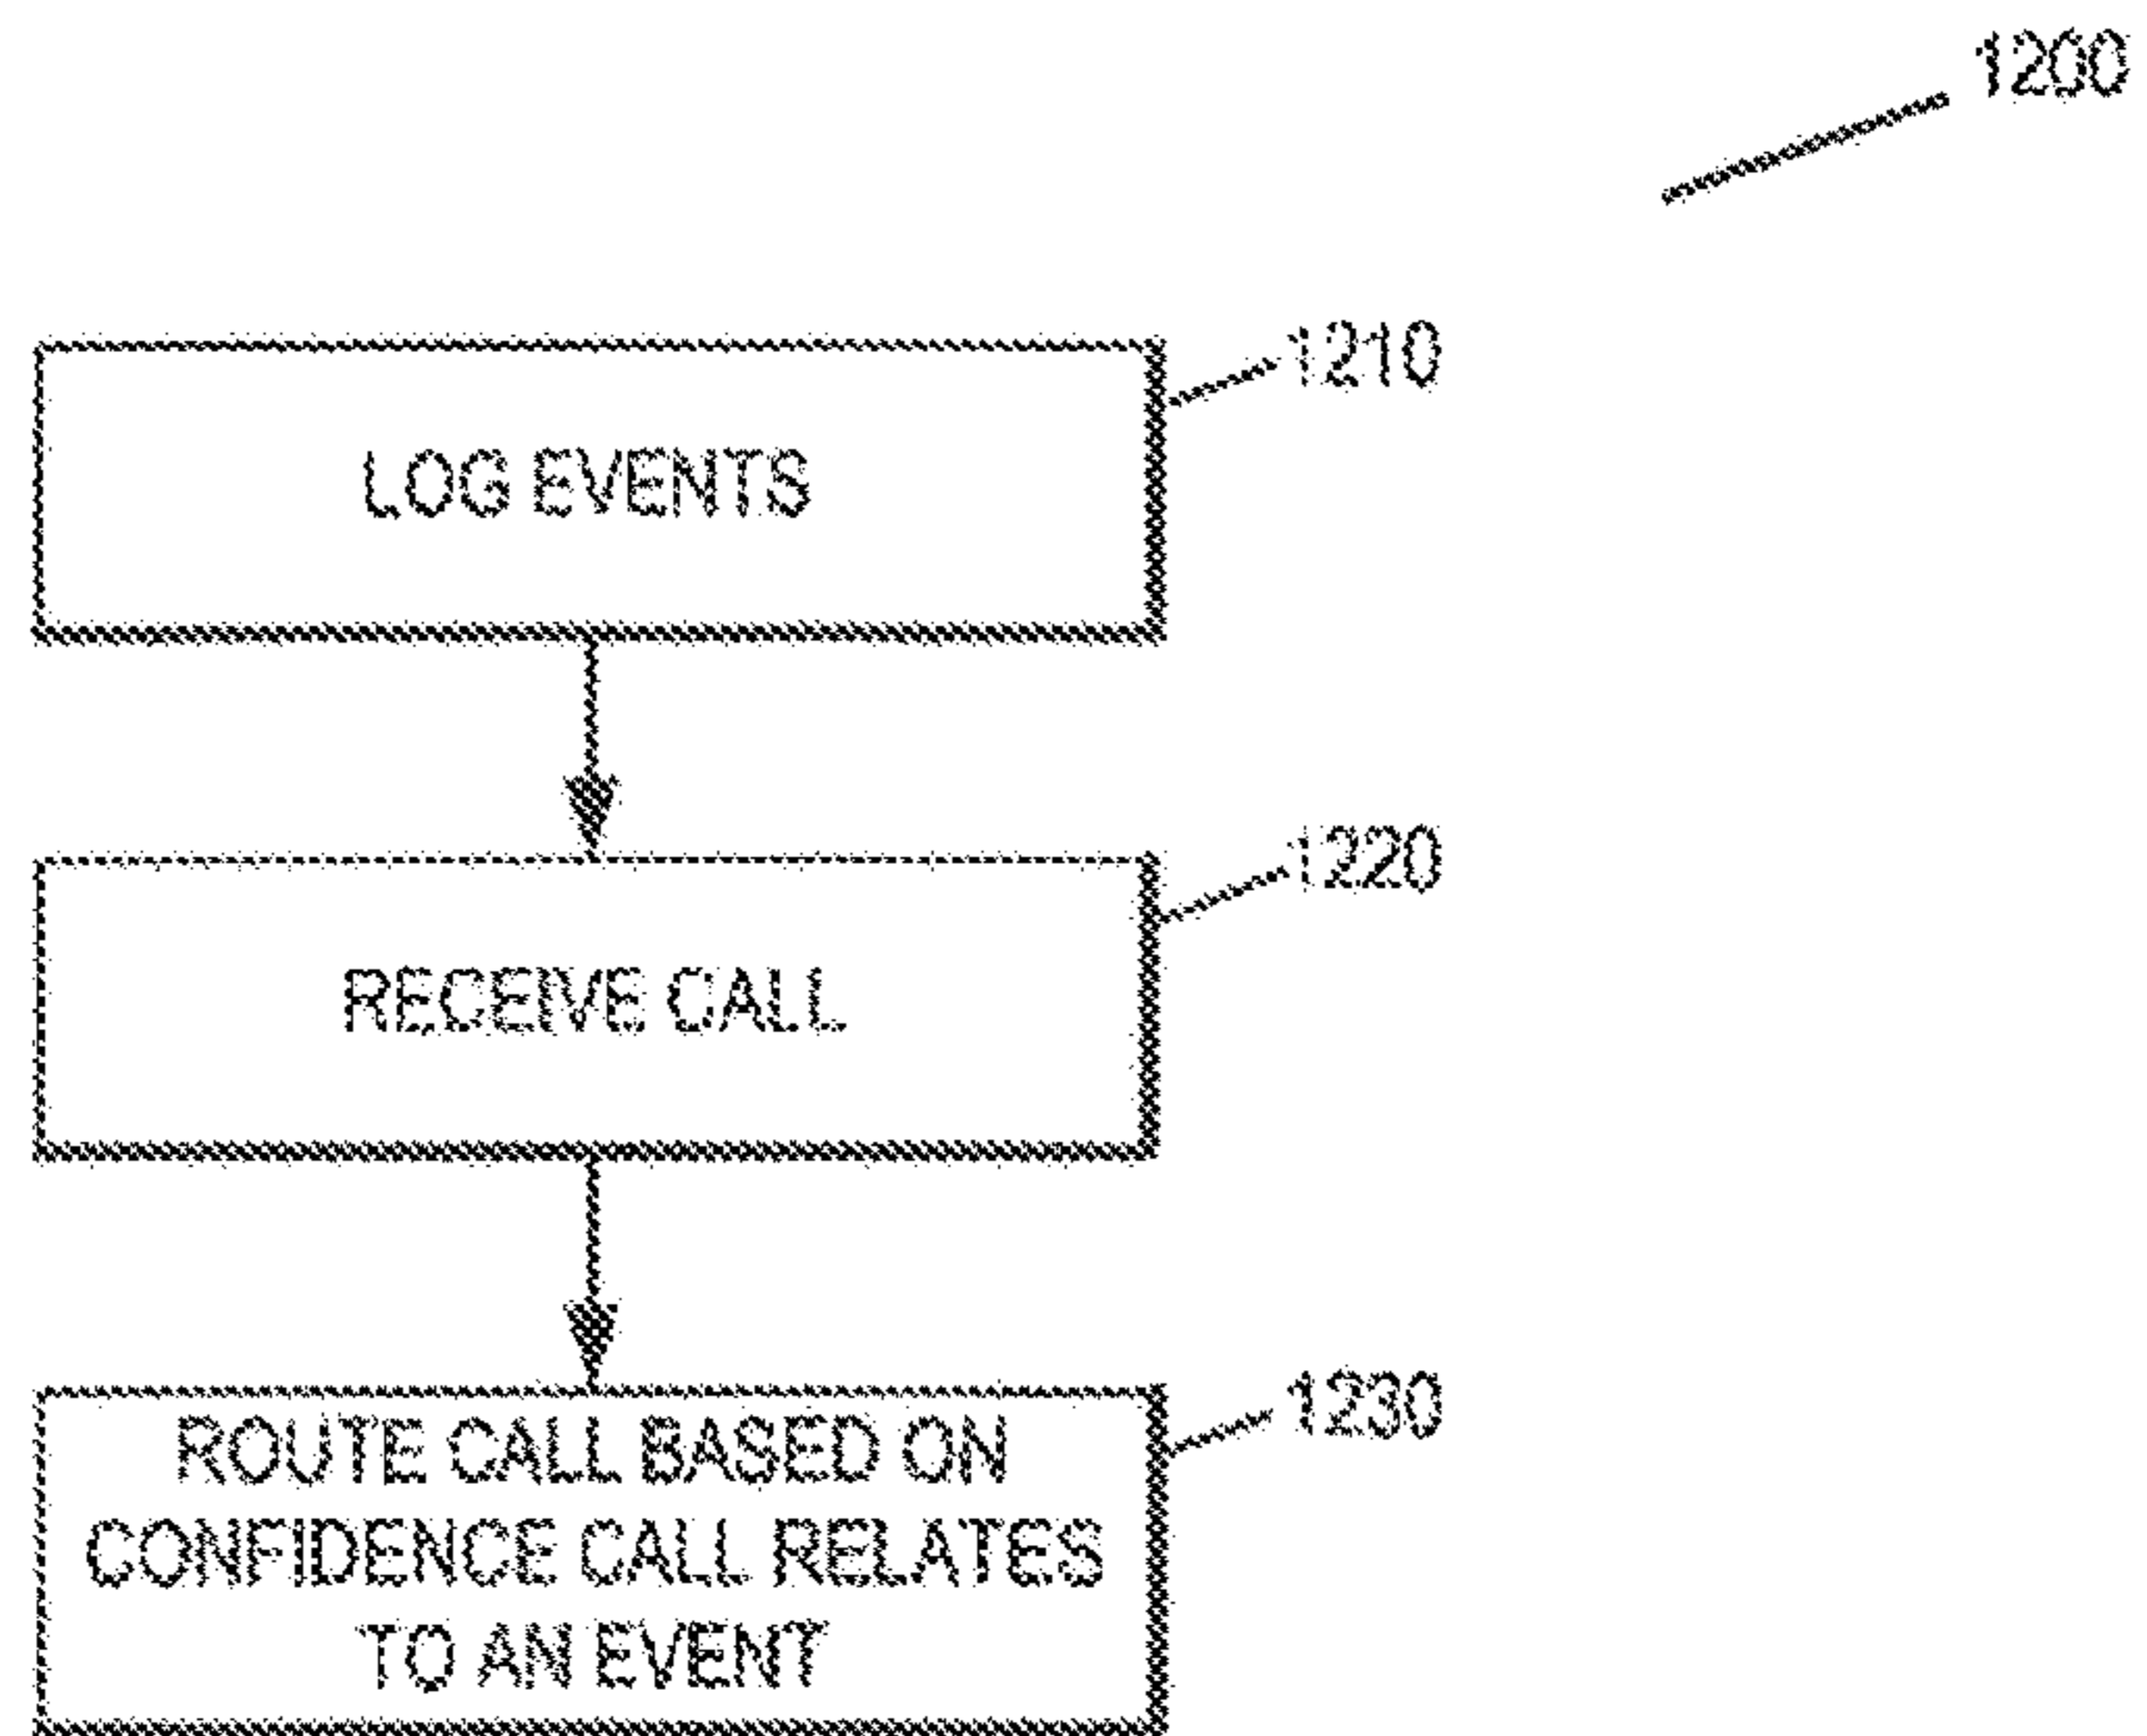 1200
1210
LOG EVENTS
1220
RECEIVE CALL
1230
ROUTE CALL BASED ON
CONFIDENCE CALL RELATES
TO AN EVENT